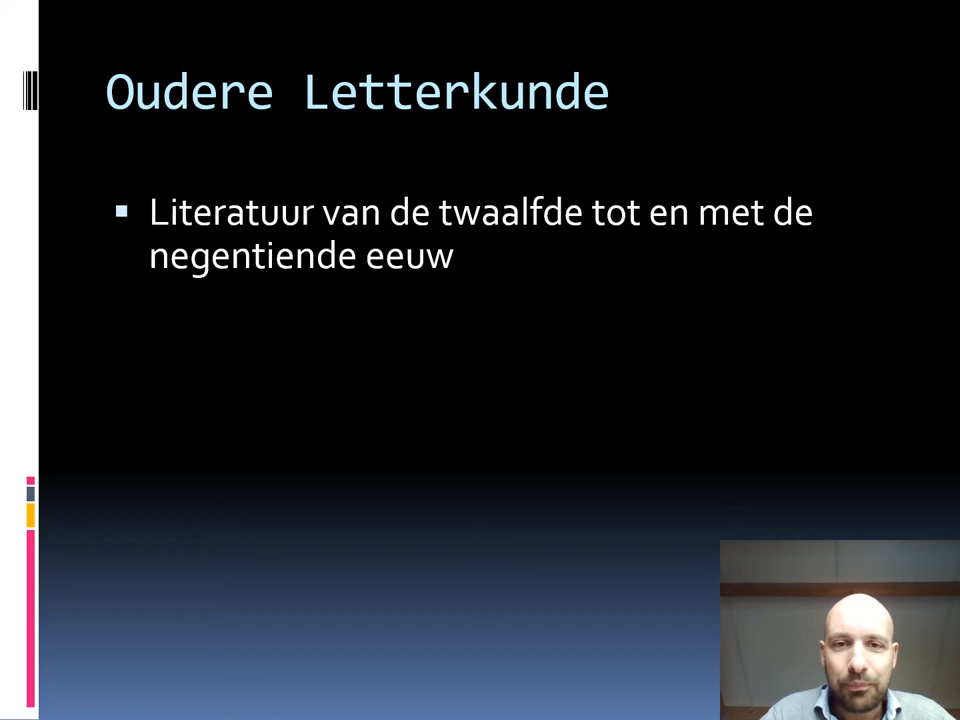 Oudere Letterkunde
Literatuur van de twaalfde tot en met de
negentiende eeuw